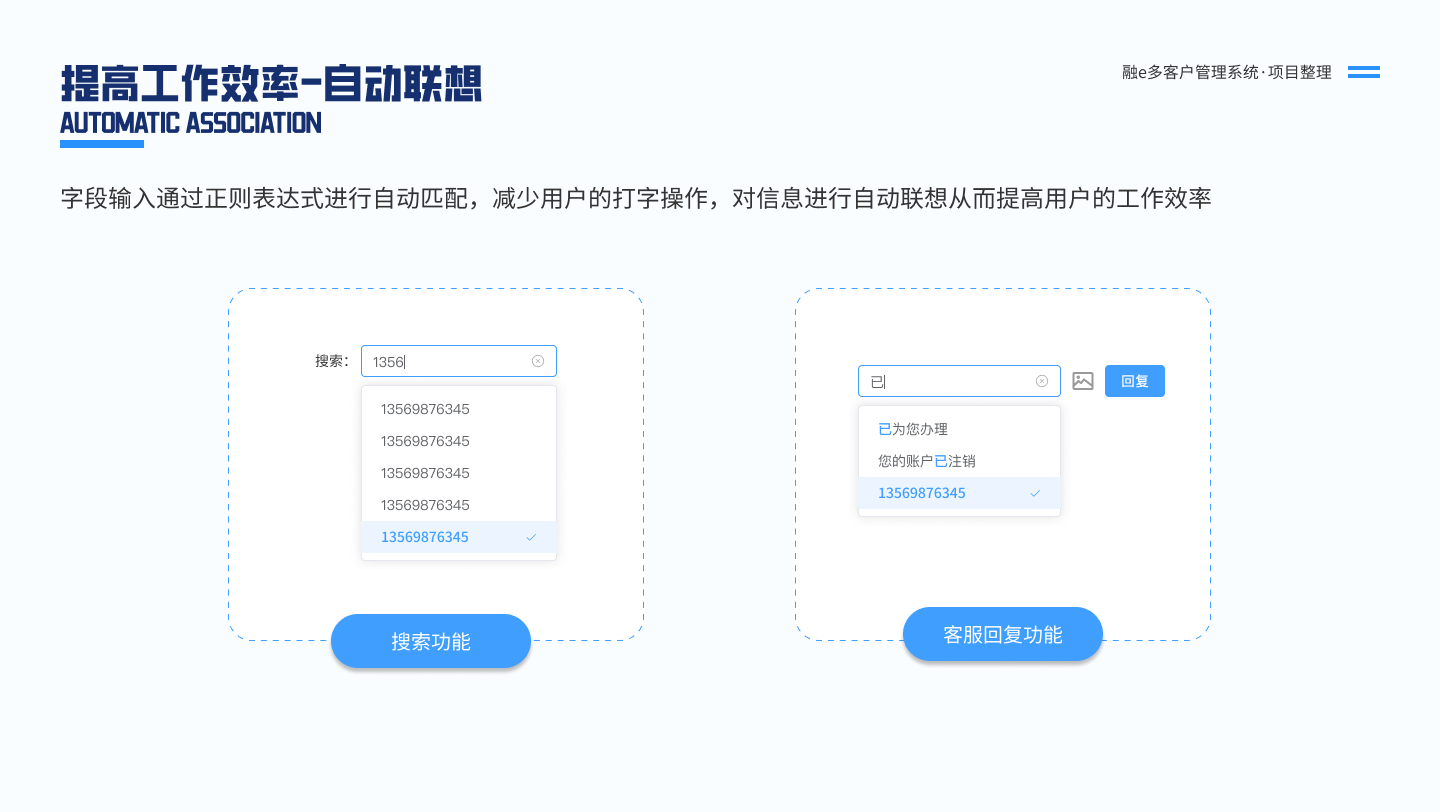 提高工作效率-自动联想
AUTOMATIC ASSOCIATION
融e多客户管理系统·项目整理
字段输入通过正则表达式进行自动匹配，减少用户的打字操作，对信息进行自动联想从而提高用户的工作效率
搜索： 1356
13569876345
13569876345
13569876345
13569876345
13569876345
搜索功能
已 回复
已为您办理
您的账户已注销
13569876345
客服回复功能